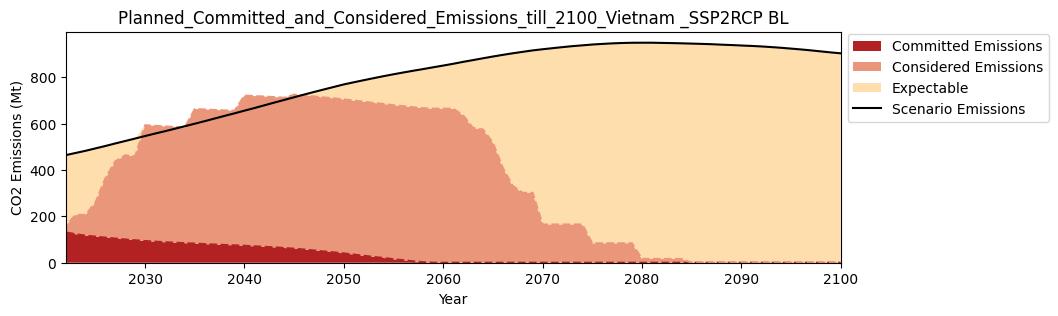 Planned_Committed_and_Considered_Emissions_till_2100_Vietnam _SSP2RCP BL
Committed Emissions
Considered Emissions
Expectable
Scenario Emissions
CO2 Emissions (Mt)
800
600
400
200
0
2030 2040 2050 2060 2070 2080 2090 2100
Year